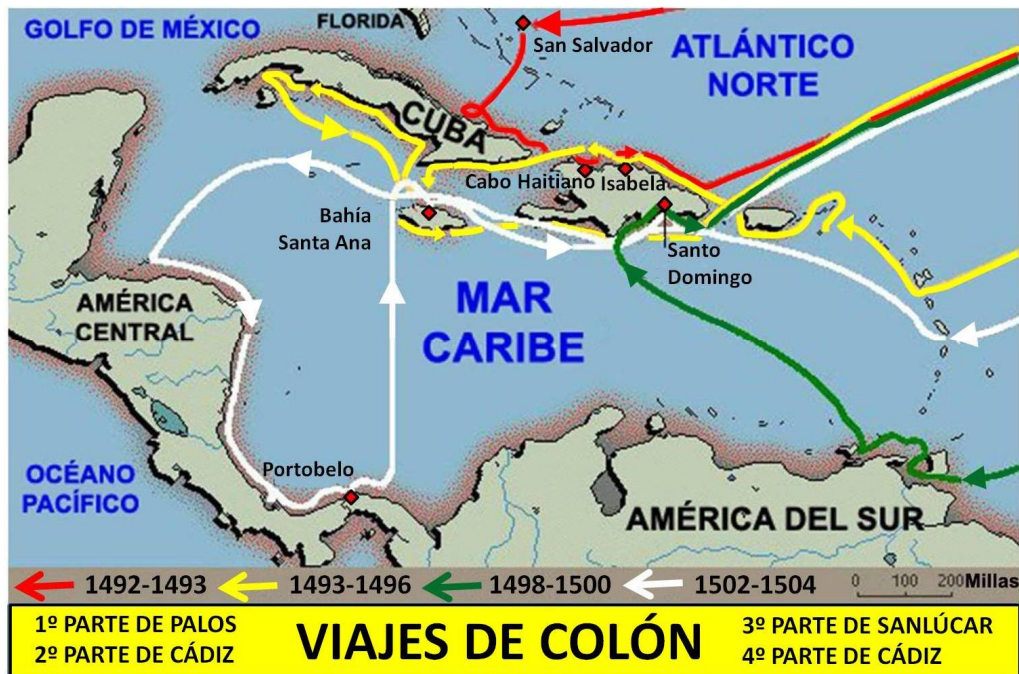 GOLFO DE MÉXICO
FLORIDA
San Salvador
ATLÁNTICO
NORTE
CUBA
Cabo Haitiano
Isabela
Bahía
Santa Ana
Santo
Domingo
MAR
CARIBE
AMÉRICA
CENTRAL
Portobelo
OCÉANO
PACÍFICO
AMÉRICA DEL SUR
1492-1493 1493-1496 1498-1500 1502-1504 0 100 200 Millas
1º PARTE DE PALOS
2º PARTE DE CÁDIZ
VIAJES DE COLÓN
3º PARTE DE SANLÚCAR
4º PARTE DE CÁDIZ